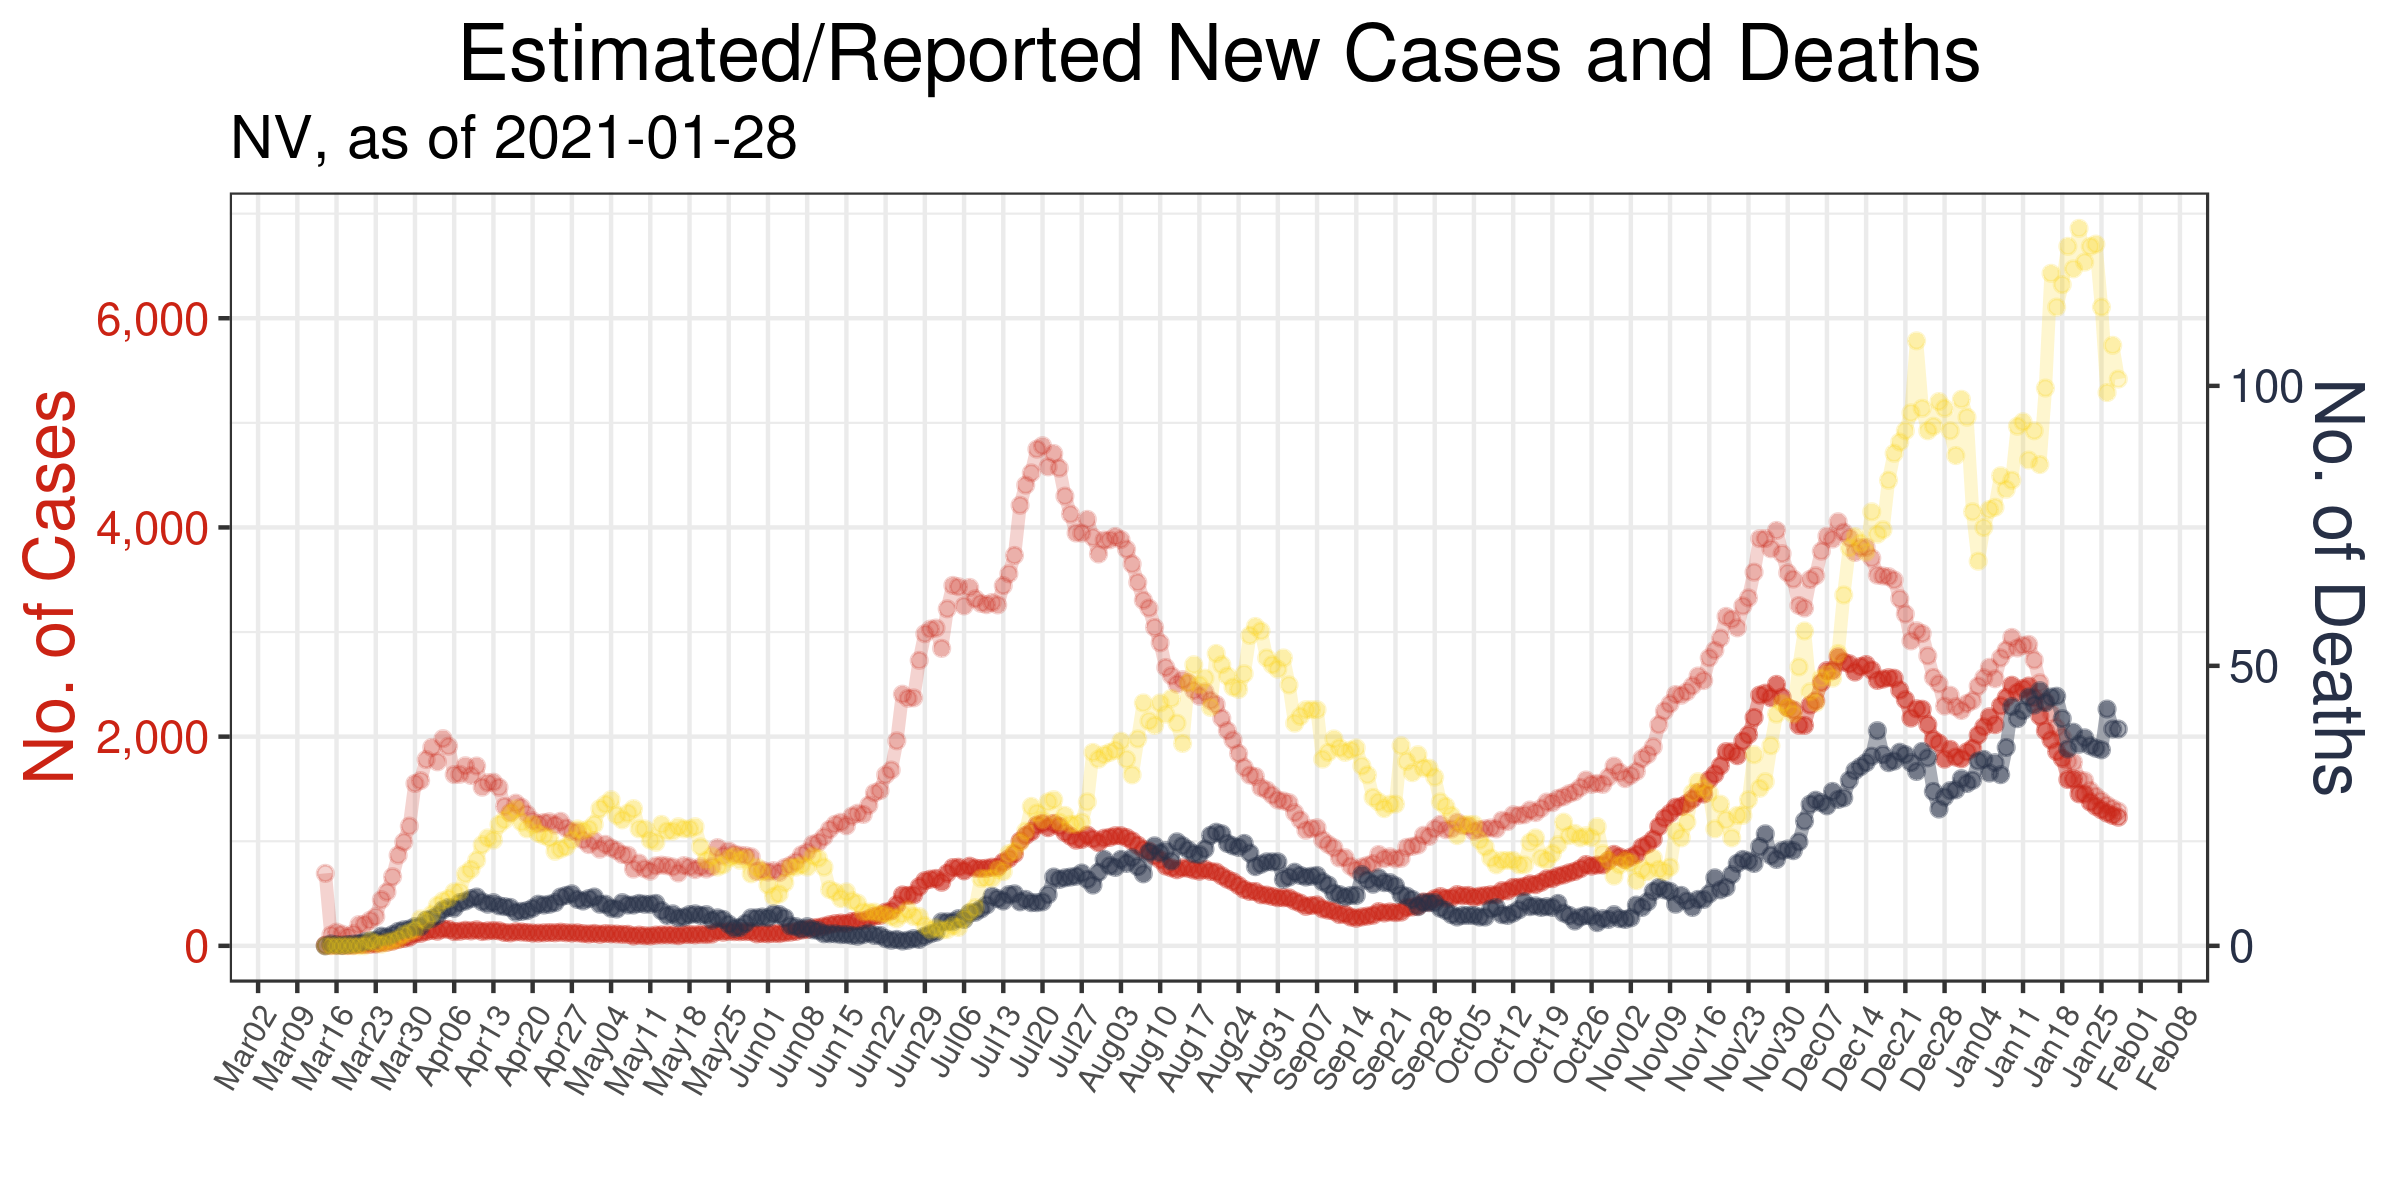 Estimated/Reported New Cases and Deaths
NV, as of 2021-01-28
No. of Cases
6,000
4,000
2,000
0
100
50
0
No. of Deaths
Mar02
Mar09
Mar16
Mar23
Mar30
Apr06
Apr13
Apr20
Apr27
May04
May11
May18
May25
Jun01
Jun08
Jun15
Jun22
Jun29
Jul06
Jul13
Jul20
Jul27
Aug03
Aug10
Aug17
Aug24
Aug31
Sep07
Sep14
Sep21
Sep28
Oct05
Oct12
Oct19
Oct26
Nov02
Nov09
Nov16
Nov23
Nov30
Dec07
Dec14
Dec21
Dec28
Jan04
Jan11
Jan18
Jan25
Feb01
Feb08